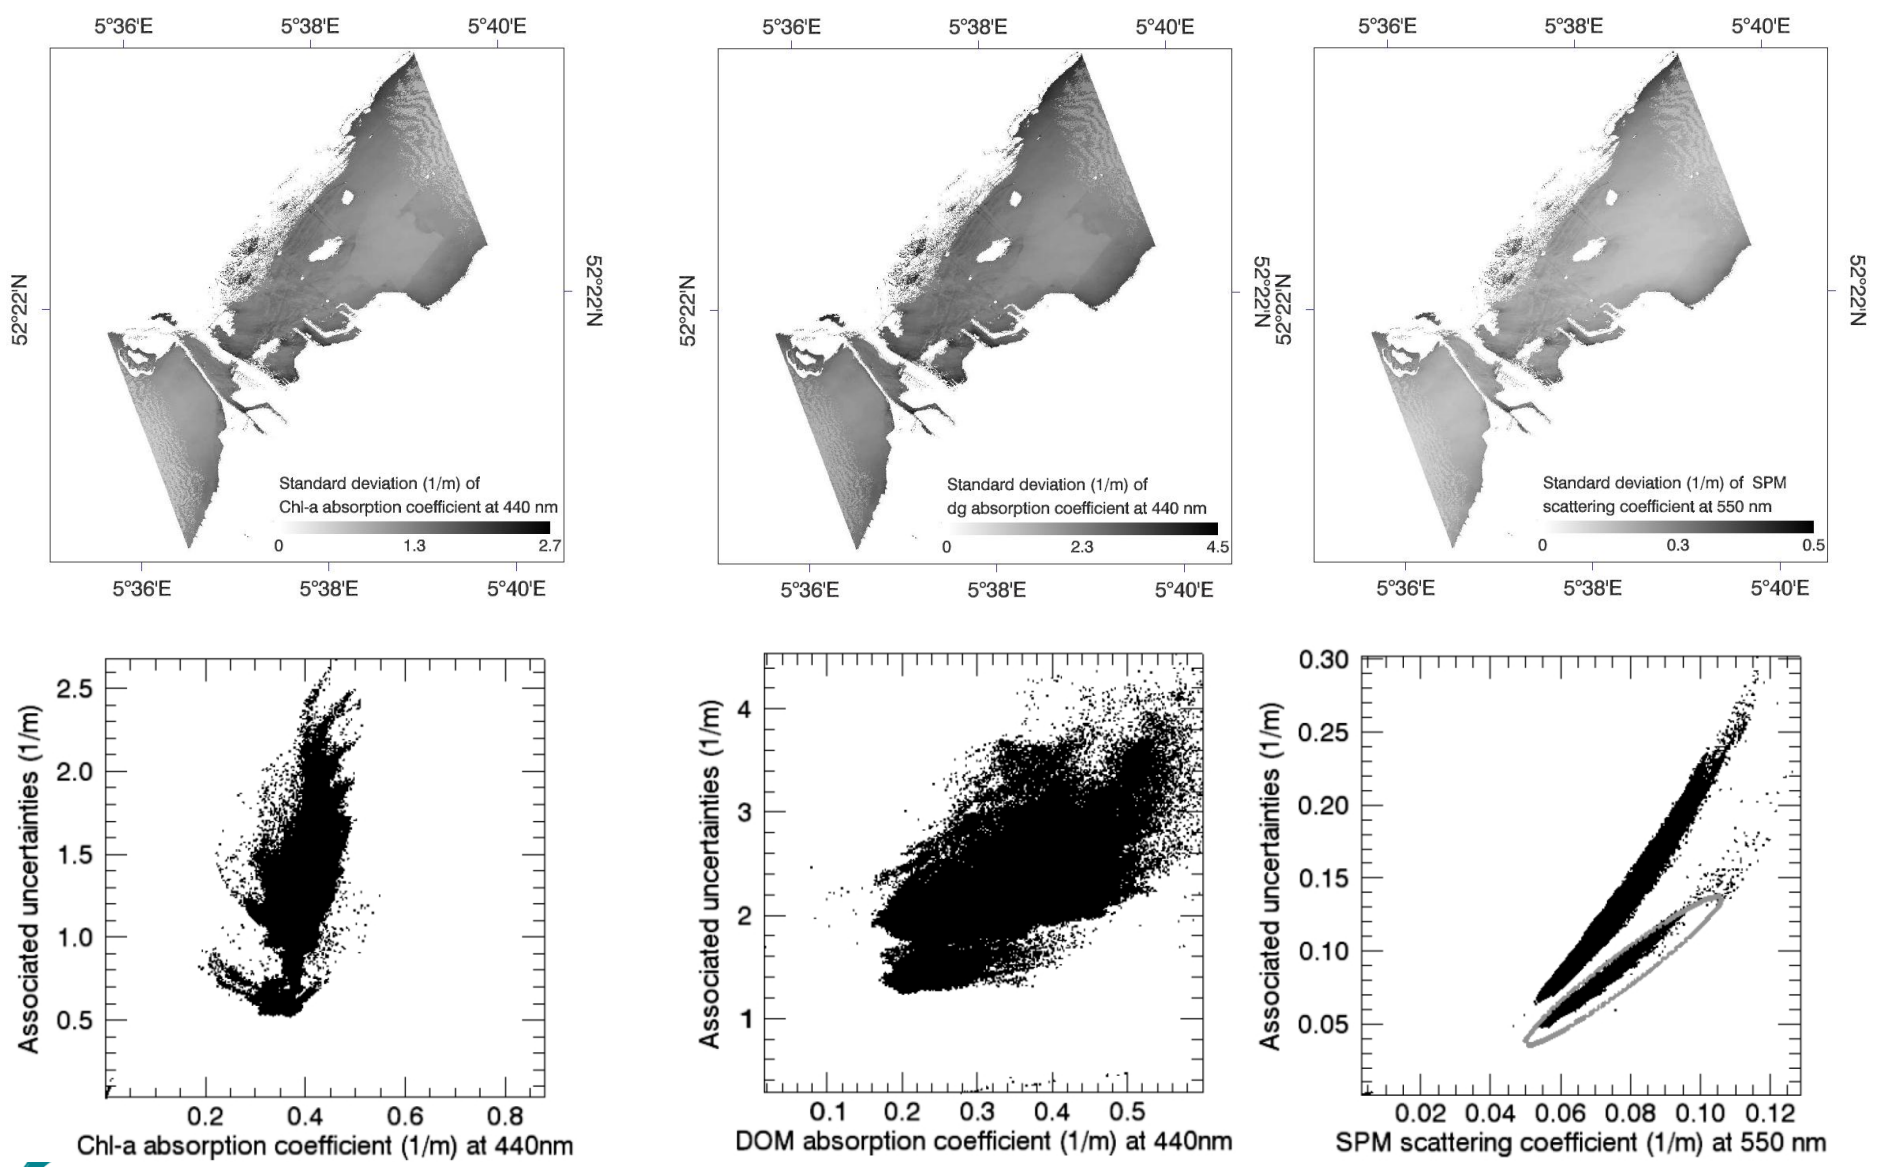 5°36'E 5°38'E 5°40'E
5°36'E 5°38'E 5°40'E
5°36'E 5°38'E 5°40'E
52°22'N
52°22'N
52°22'N
52°22'N
52°22'N
52°22'N
Standard deviation (1/m) of
Chl-a absorption coefficient at 440 nm
0 1.3 2.7
Standard deviation (1/m) of
dg absorption coefficient at 440 nm
0 2.3 4.5
Standard deviation (1/m) of SPM
scattering coefficient at 550 nm
0 0.3 0.5
5°36'E 5°38'E 5°40'E
5°36'E 5°38'E 5°40'E
5°36'E 5°38'E 5°40'E
Associated uncertainties (1/m)
2.5
2.0
1.5
1.0
0.5
0.2 0.4 0.6 0.8
Chl-a absorption coefficient (1/m) at 440nm
Associated uncertainties (1/m)
4
3
2
1
0.1 0.2 0.3 0.4 0.5
DOM absorption coefficient (1/m) at 440nm
Associated uncertainties (1/m)
0.30
0.25
0.20
0.15
0.10
0.05
0.02 0.04 0.06 0.08 0.10 0.12
SPM scattering coefficient (1/m) at 550 nm